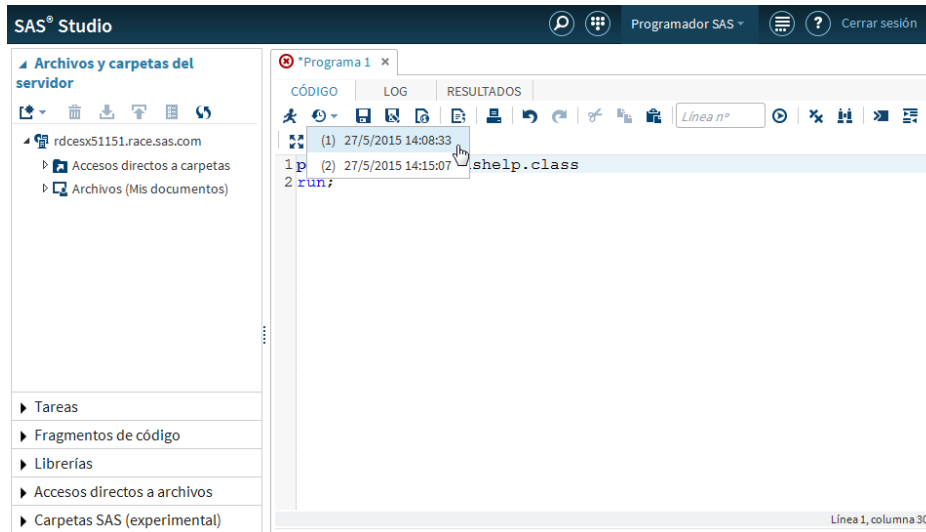 SAS® Studio
Programador SAS
?
Cerrar sesión
Archivos y carpetas del
servidor
rdcesx51151.race.sas.com
Accesos directos a carpetas
Archivos (Mis documentos)
Tareas
Fragmentos de código
Librerías
Accesos directos a archivos
Carpetas SAS (experimental)
*Programa 1 ×
CÓDIGO LOG RESULTADOS
Línea nº
(1) 27/5/2015 14:08:33
(2) 27/5/2015 14:15:07
1 p shelp.class
2 run;
Línea 1, columna 30